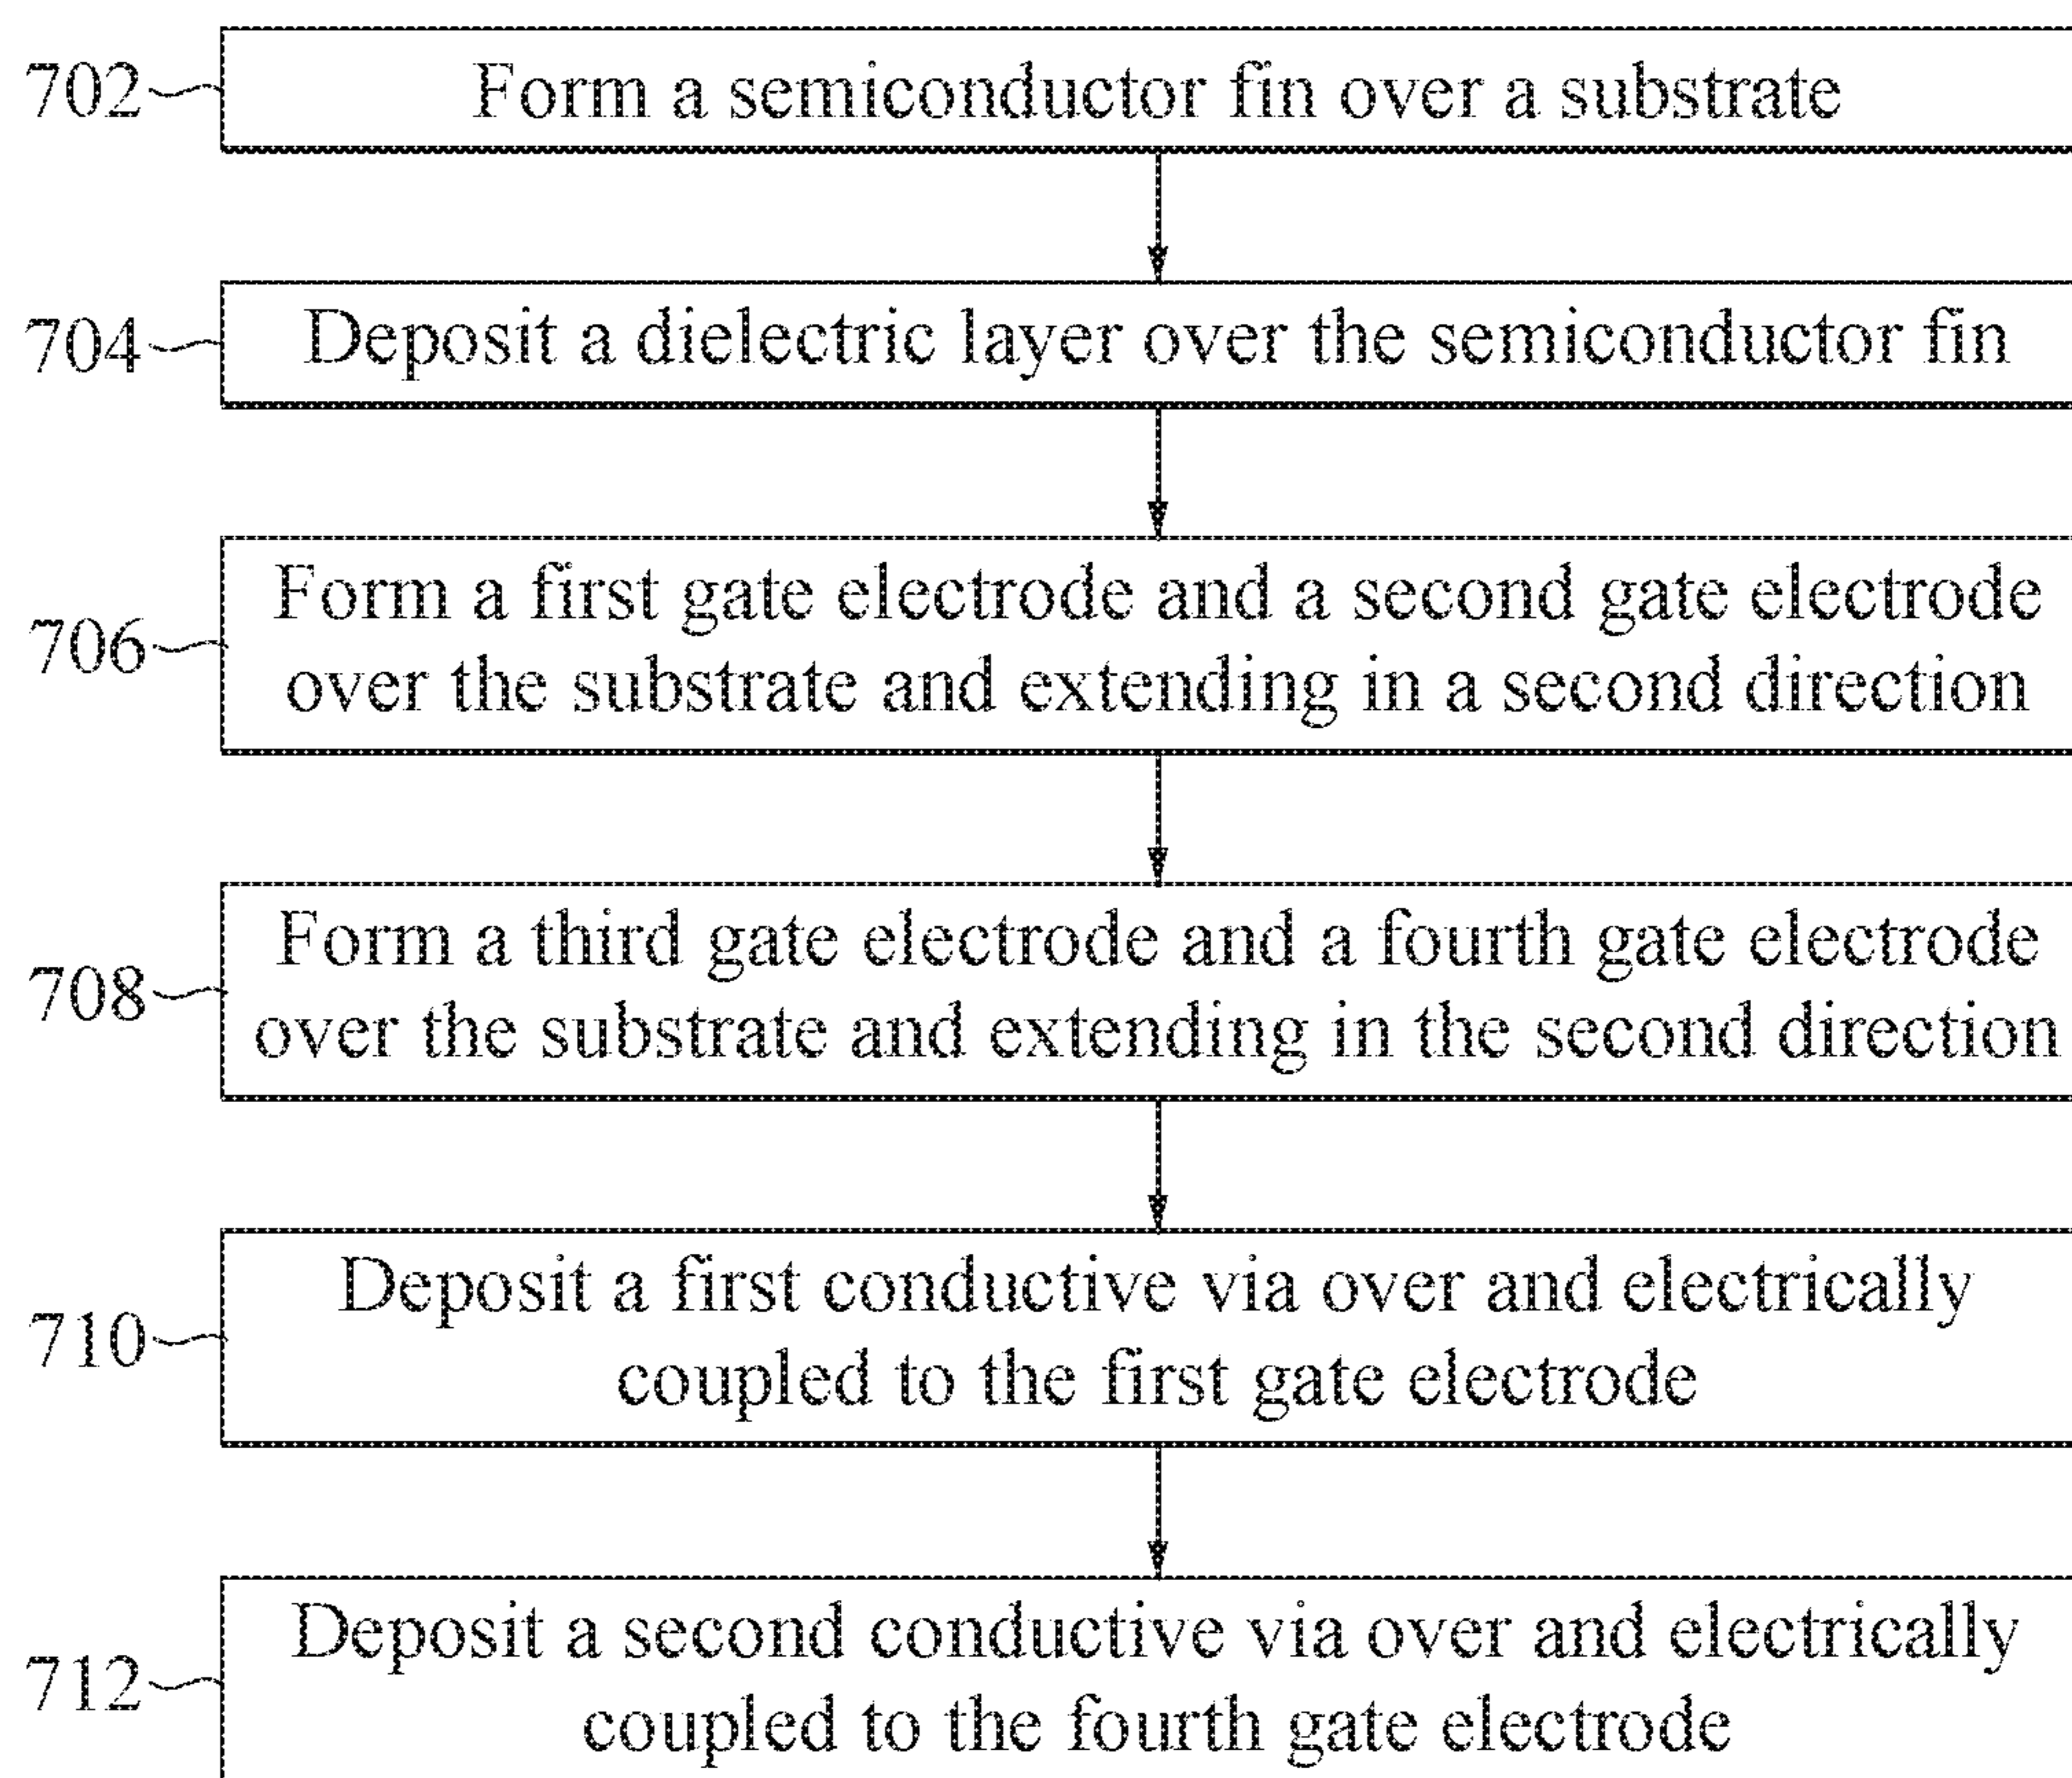 702
Form a semiconductor fin over a substrate
704
Deposit a dielectric layer over the semiconductor fin
706
Form a first gate electrode and a second gate electrode
over the substrate and extending in a second direction
708
Form a third gate electrode and a fourth gate electrode
over the substrate and extending in the second direction
710
Deposit a first conductive via over and electrically
coupled to the first gate electrode
712
Deposit a second conductive via over and electrically
coupled to the fourth gate electrode